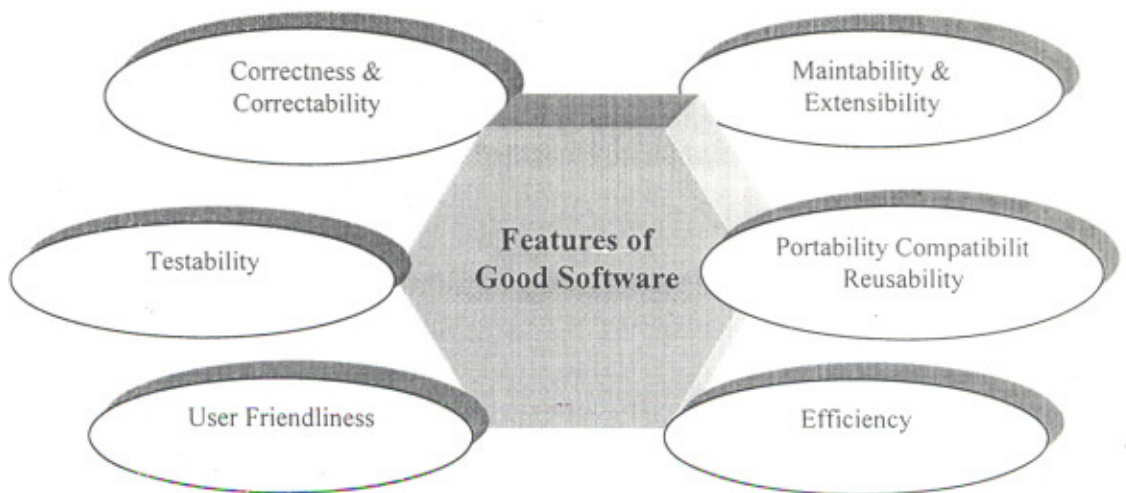 Correctness &
Correctability
Maintability &
Extensibility
Features of
Good Software
Testability
Portability Compatibilit
Reusability
User Friendliness
Efficiency